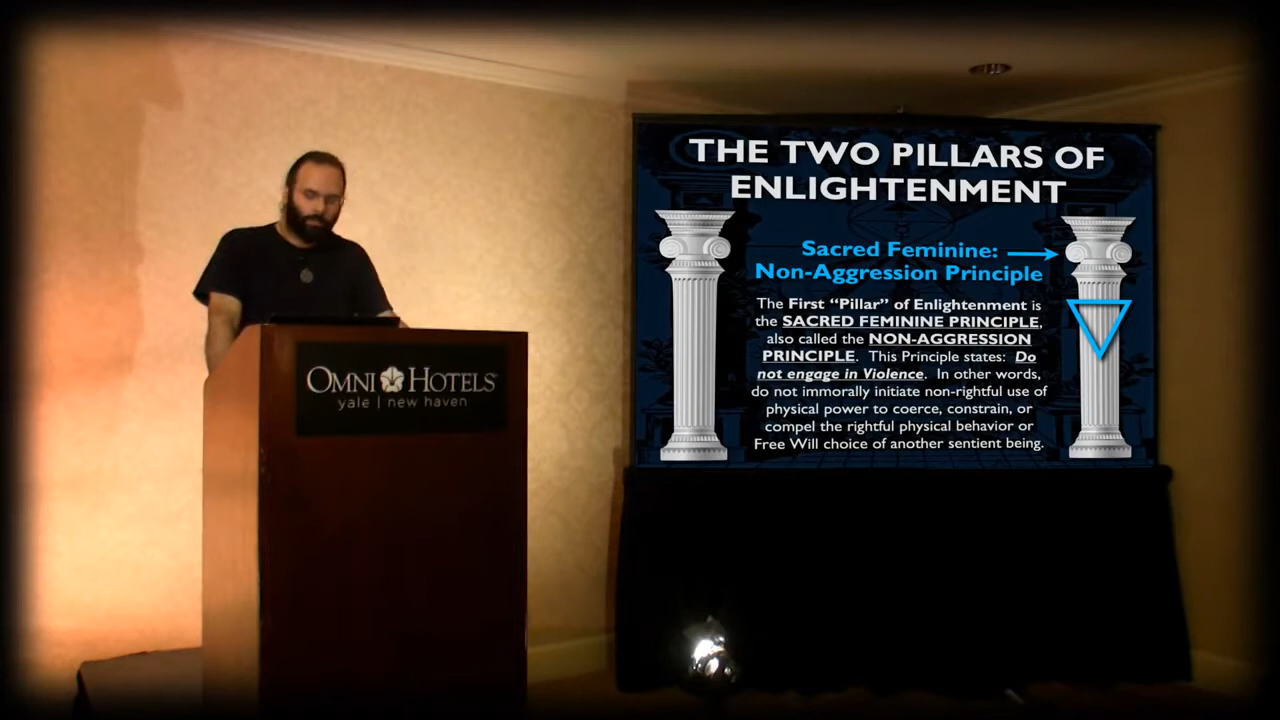 OMNI HOTELS
yale | new haven
THE TWO PILLARS OF
ENLIGHTENMENT
Sacred Feminine:
Non-Aggression Principle
The First “Pillar” of Enlightenment is
the SACRED FEMININE PRINCIPLE,
also called the NON-AGGRESSION
PRINCIPLE. This Principle states: Do
not engage in Violence. In other words,
do not immorally initiate non-rightful use of
physical power to coerce, constrain, or
compel the rightful physical behavior or
Free Will choice of another sentient being.